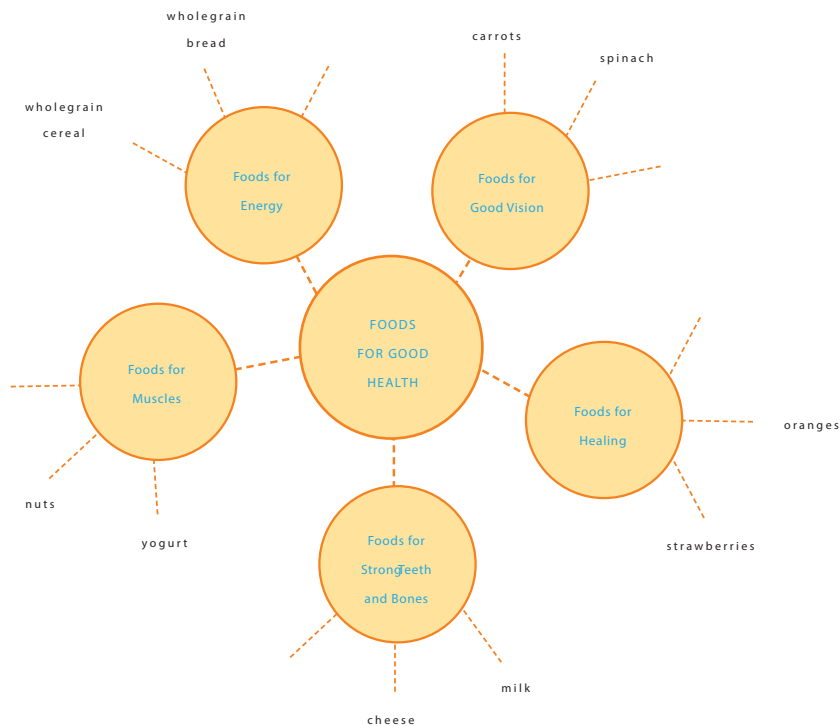 wholegrain
bread
carrots
spinach
wholegrain
cereal
Foods for
Energy
Foods for
Good Vision
FOODS
FOR GOOD
HEALTH
Foods for
Muscles
Foods for
Healing
oranges
nuts
yogurt
strawberries
Foods for
Strong Teeth
and Bones
milk
cheese